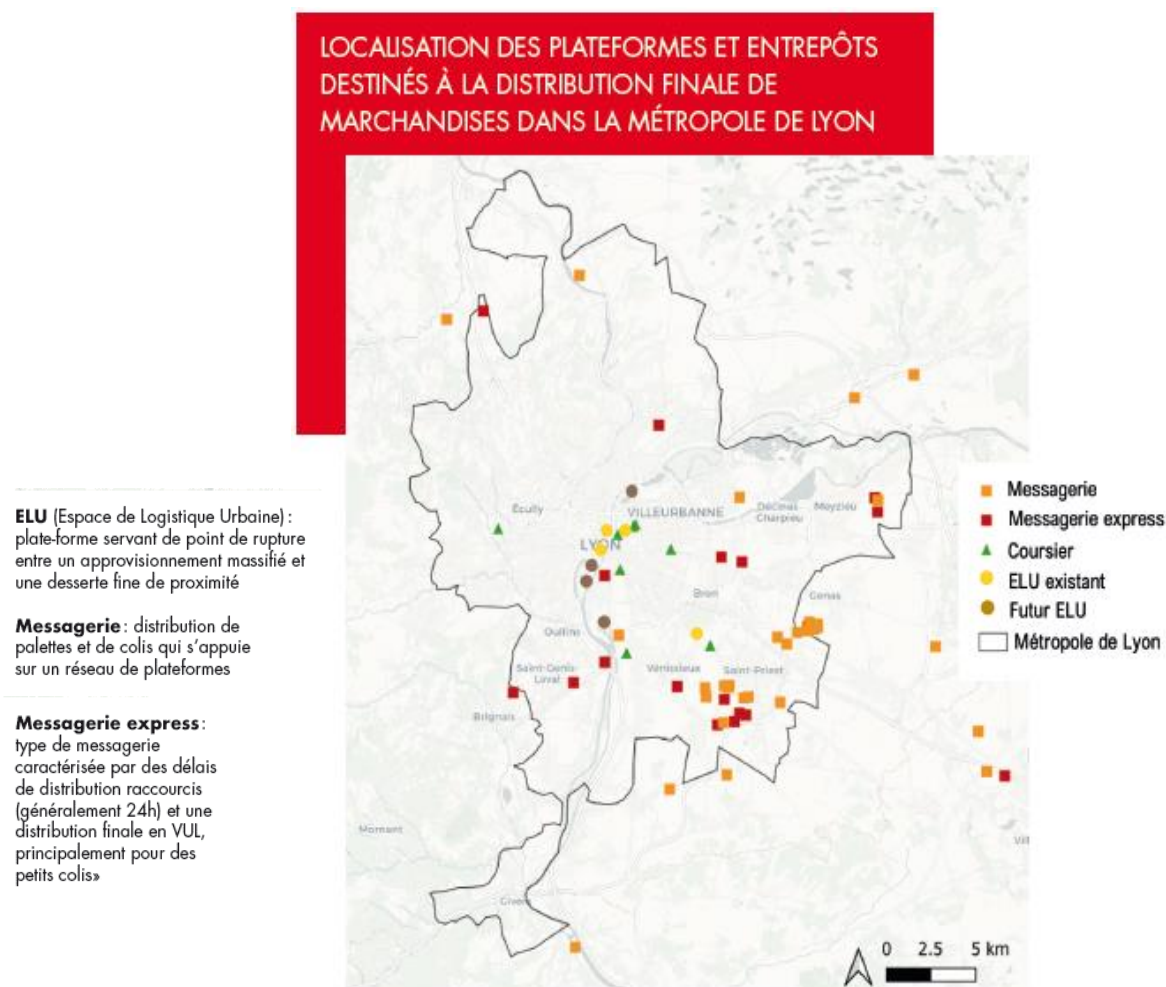 LOCALISATION DES PLATEFORMES ET ENTREPÔTS
DESTINÉS À LA DISTRIBUTION FINALE DE
MARCHANDISES DANS LA MÉTROPOLE DE LYON
ELU (Espace de Logistique Urbaine) :
plate-forme servant de point de rupture
entre un approvisionnement massifié et
une desserte fine de proximité
Messagerie : distribution de
palettes et de colis qui s'appuie
sur un réseau de plateformes
Messagerie express :
type de messagerie
caractérisée par des délais
de distribution raccourcis
(généralement 24h) et une
distribution finale en VUL,
principalement pour des
petits colis»
Écully
VILLEURBANNE
Décines
Charpieu
Meyzieu
LYON
Bron
Genas
Oullins
Saint-Genis-
Laval
Vénissieux
Saint-Priest
Brignais
Mornant
Givors
Messagerie
Messagerie express
Coursier
ELU existant
Futur ELU
Métropole de Lyon
0 2.5 5 km